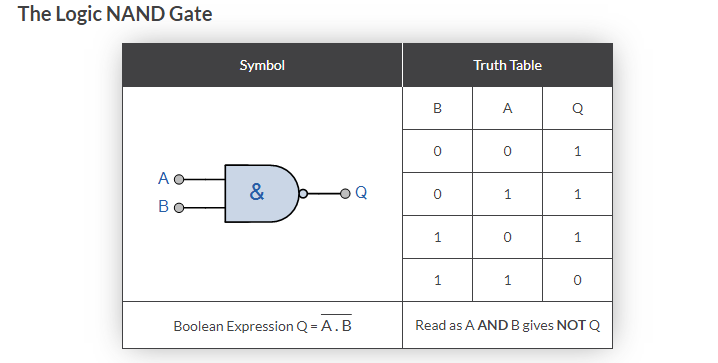 The Logic NAND Gate
Symbol Truth Table
B A Q
0 0 1
A
& Q
B
0 1 1
1 0 1
1 1 0
Boolean Expression Q = A̅ ̅.̅ ̅B̅ Read as A AND B gives NOT Q